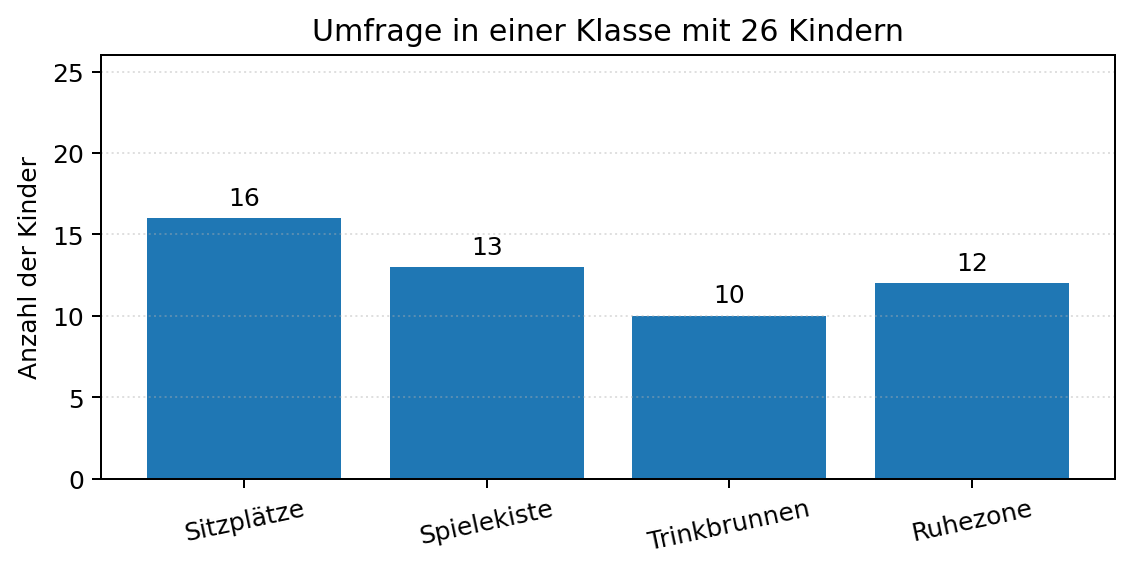 Umfrage in einer Klasse mit 26 Kindern
Anzahl der Kinder
25
20
15
10
5
0
16
13
10
12
Sitzplätze
Spielekiste
Trinkbrunnen
Ruhezone